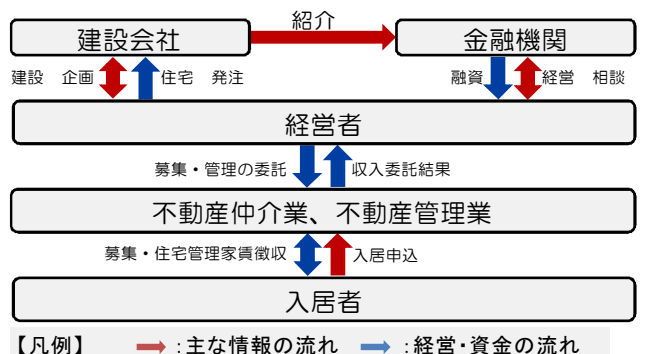 紹介
建設会社
金融機関
建設 企画 住宅 発注
融資 経営 相談
経営者
募集・管理の委託 収入委託結果
不動産仲介業、不動産管理業
募集・住宅管理家賃徴収 入居申込
入居者
【凡例】 :主な情報の流れ :経営・資金の流れ